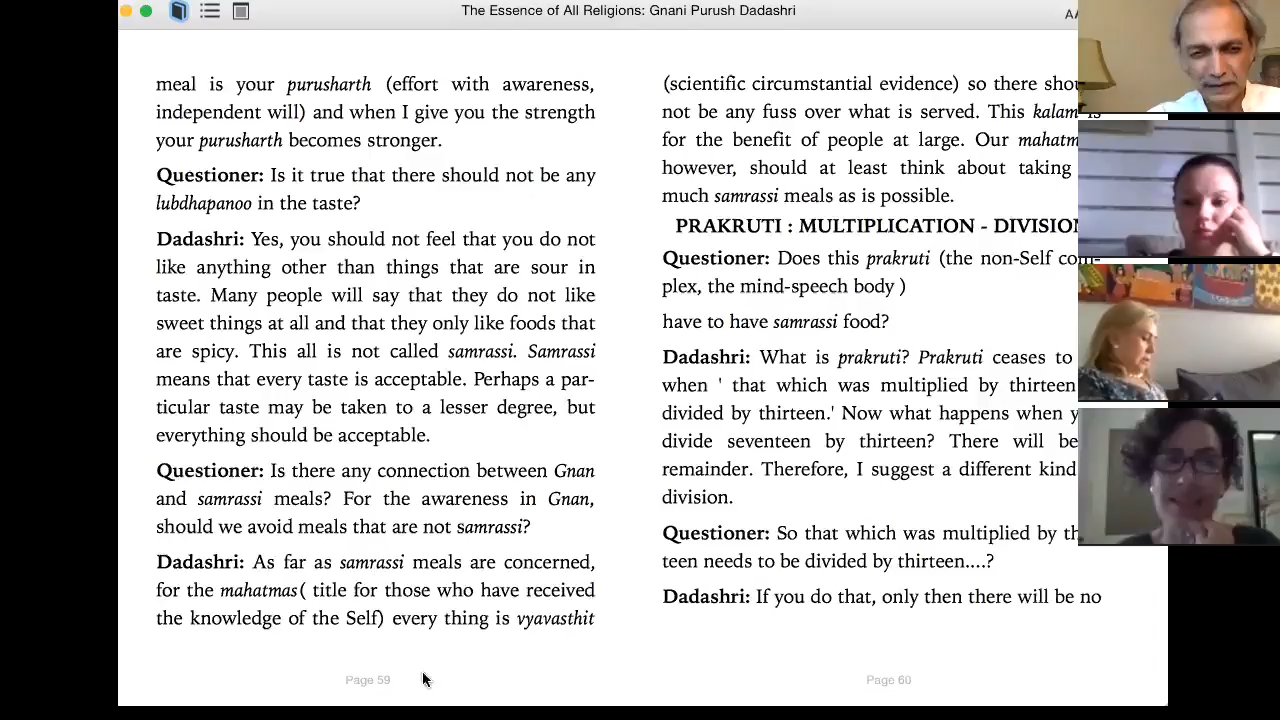 The Essence of All Religions: Gnani Purush Dadashri
meal is your purusharth (effort with awareness,
independent will) and when I give you the strength
your purusharth becomes stronger.
Questioner: Is it true that there should not be any
lubdhapanoo in the taste?
Dadashri: Yes, you should not feel that you do not
like anything other than things that are sour in
taste. Many people will say that they do not like
sweet things at all and that they only like foods that
are spicy. This all is not called samrassi. Samrassi
means that every taste is acceptable. Perhaps a par-
ticular taste may be taken to a lesser degree, but
everything should be acceptable.
Questioner: Is there any connection between Gnan
and samrassi meals? For the awareness in Gnan,
should we avoid meals that are not samrassi?
Dadashri: As far as samrassi meals are concerned,
for the mahatmas( title for those who have received
the knowledge of the Self) every thing is vyavasthit
Page 59
(scientific circumstantial evidence) so there shou
not be any fuss over what is served. This kalam is
for the benefit of people at large. Our mahatm
however, should at least think about taking
much samrassi meals as is possible.
PRAKRUTI : MULTIPLICATION - DIVISION
Questioner: Does this prakruti (the non-Self com-
plex, the mind-speech body )
have to have samrassi food?
Dadashri: What is prakruti? Prakruti ceases to
when ' that which was multiplied by thirteen
divided by thirteen.' Now what happens when y
divide seventeen by thirteen? There will be
remainder. Therefore, I suggest a different kind
division.
Questioner: So that which was multiplied by th
teen needs to be divided by thirteen....?
Dadashri: If you do that, only then there will be no
Page 60